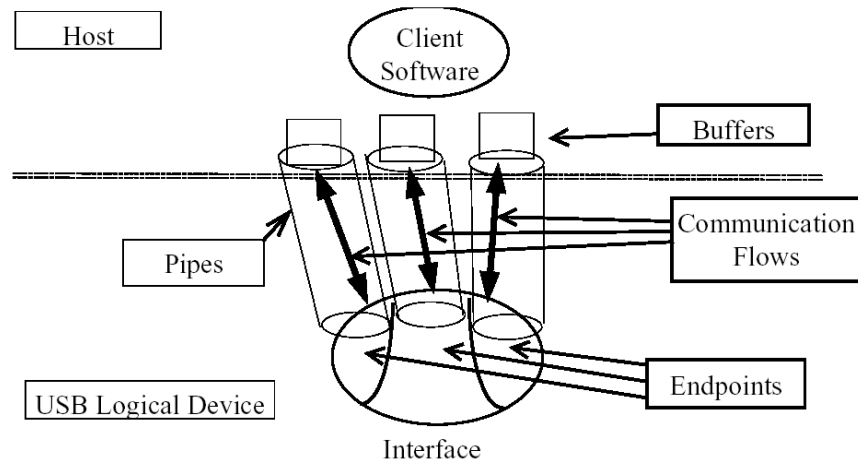 Host
Client
Software
Buffers
Communication
Flows
Pipes
Endpoints
USB Logical Device
Interface